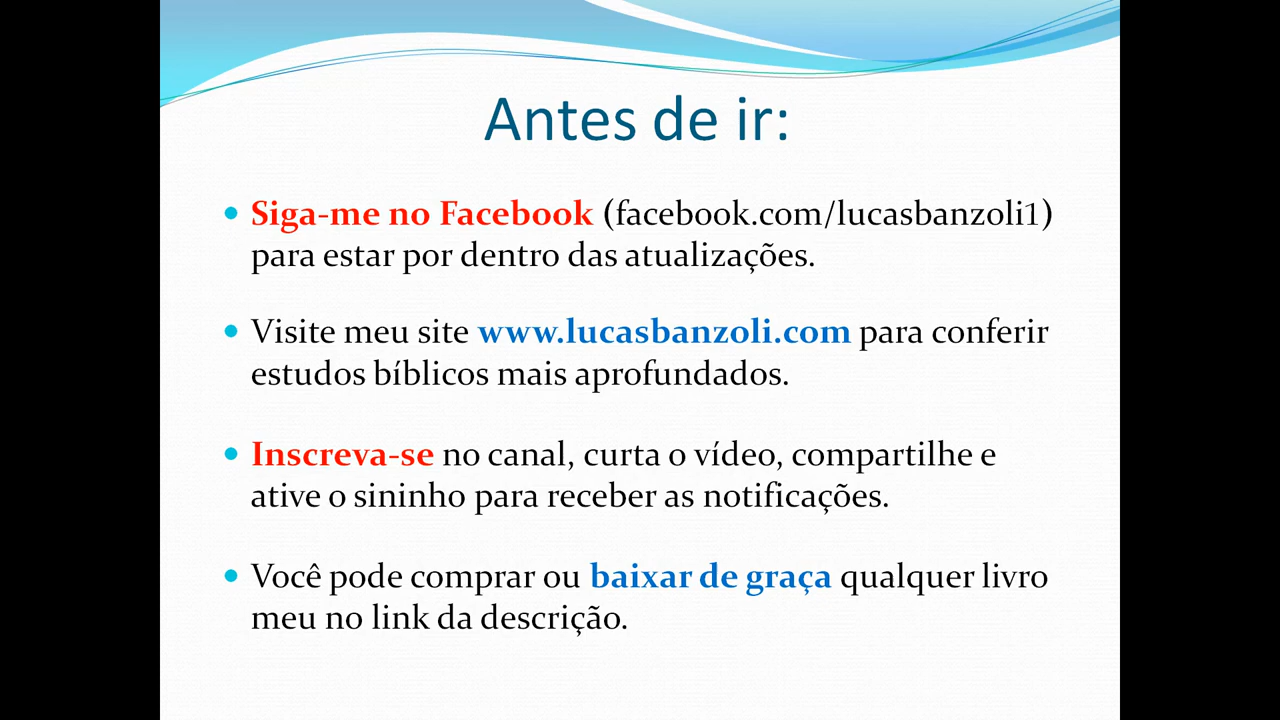 Antes de ir:
• Siga-me no Facebook (facebook.com/lucasbanzoli1)
para estar por dentro das atualizações.
• Visite meu site www.lucasbanzoli.com para conferir
estudos bíblicos mais aprofundados.
• Inscreva-se no canal, curta o vídeo, compartilhe e
ative o sininho para receber as notificações.
• Você pode comprar ou baixar de graça qualquer livro
meu no link da descrição.